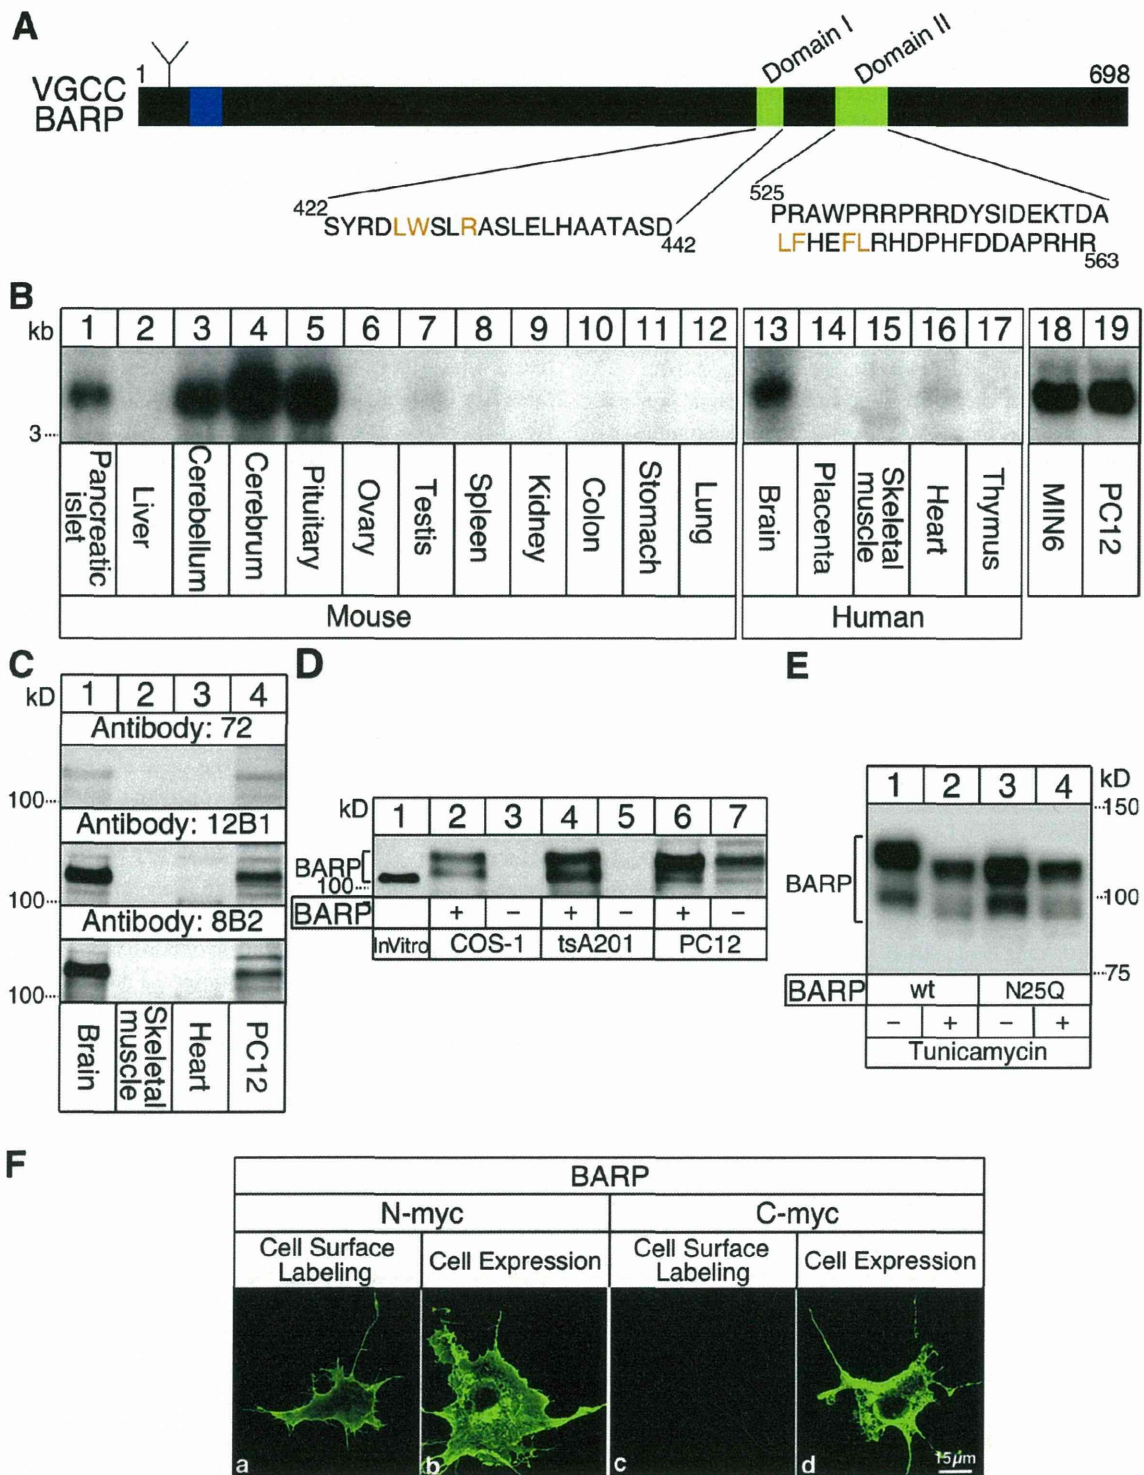 A
Domain I
Domain II
1
698
VGCC
BARP
422
SYRDLWSLRASLELHAATASD
442
525
PRAWPRRPRRDYSIDEKTDA
LFHEFLRHDPHFDDAPRHR
563
B
kb
1 2 3 4 5 6 7 8 9 10 11 12 13 14 15 16 17 18 19
3
Pancreatic islet
Liver
Cerebellum
Cerebrum
Pituitary
Ovary
Testis
Spleen
Kidney
Colon
Stomach
Lung
Brain
Placenta
Skeletal muscle
Heart
Thymus
MIN6
PC12
Mouse
Human
C
kD
1 2 3 4
Antibody: 72
100
Antibody: 12B1
100
Antibody: 8B2
100
Brain
Skeletal muscle
Heart
PC12
D
kD
1 2 3 4 5 6 7
BARP
100
BARP + − + − + −
InVitro COS-1 tsA201 PC12
E
1 2 3 4
kD
150
BARP
100
75
BARP wt N25Q
− + − +
Tunicamycin
F
BARP
N-myc C-myc
Cell Surface Labeling
Cell Expression
Cell Surface Labeling
Cell Expression
a b c d
15µm